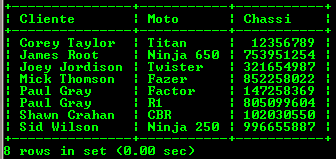 Cliente | Moto | Chassi
Corey Taylor | Titan | 12356789
James Root | Ninja 650 | 753951254
Joey Jordison | Twister | 321654987
Mick Thomson | Fazer | 852258022
Paul Gray | Factor | 147258369
Paul Gray | R1 | 805099604
Shawn Crahan | CBR | 102030550
Sid Wilson | Ninja 250 | 996655887
8 rows in set (0.00 sec)